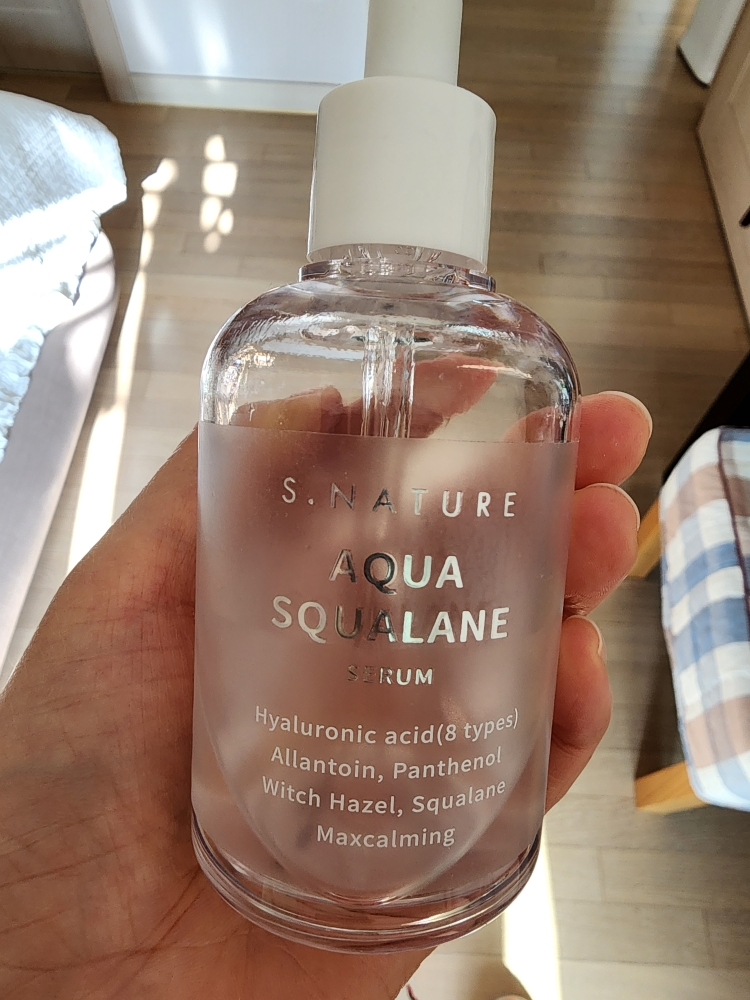 S.NATURE
AQUA
SQUALANE
SERUM
Hyaluronic acid(8 types)
Allantoin, Panthenol
Witch Hazel, Squalane
Maxcalming